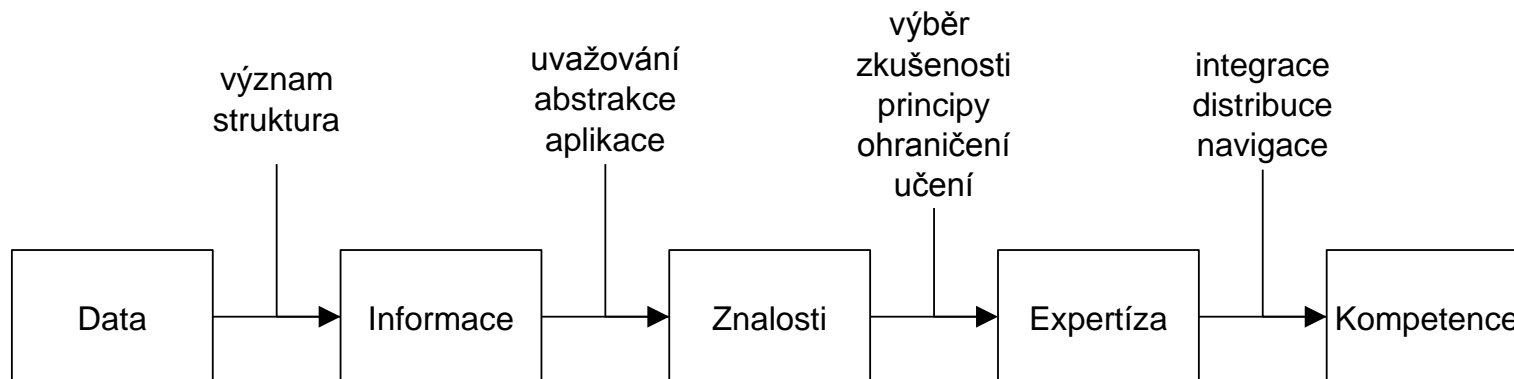 význam
struktura
uvažování
abstrakce
aplikace
výběr
zkušenosti
principy
ohraničení
učení
integrace
distribuce
navigace
Data
Informace
Znalosti
Expertíza
Kompetence